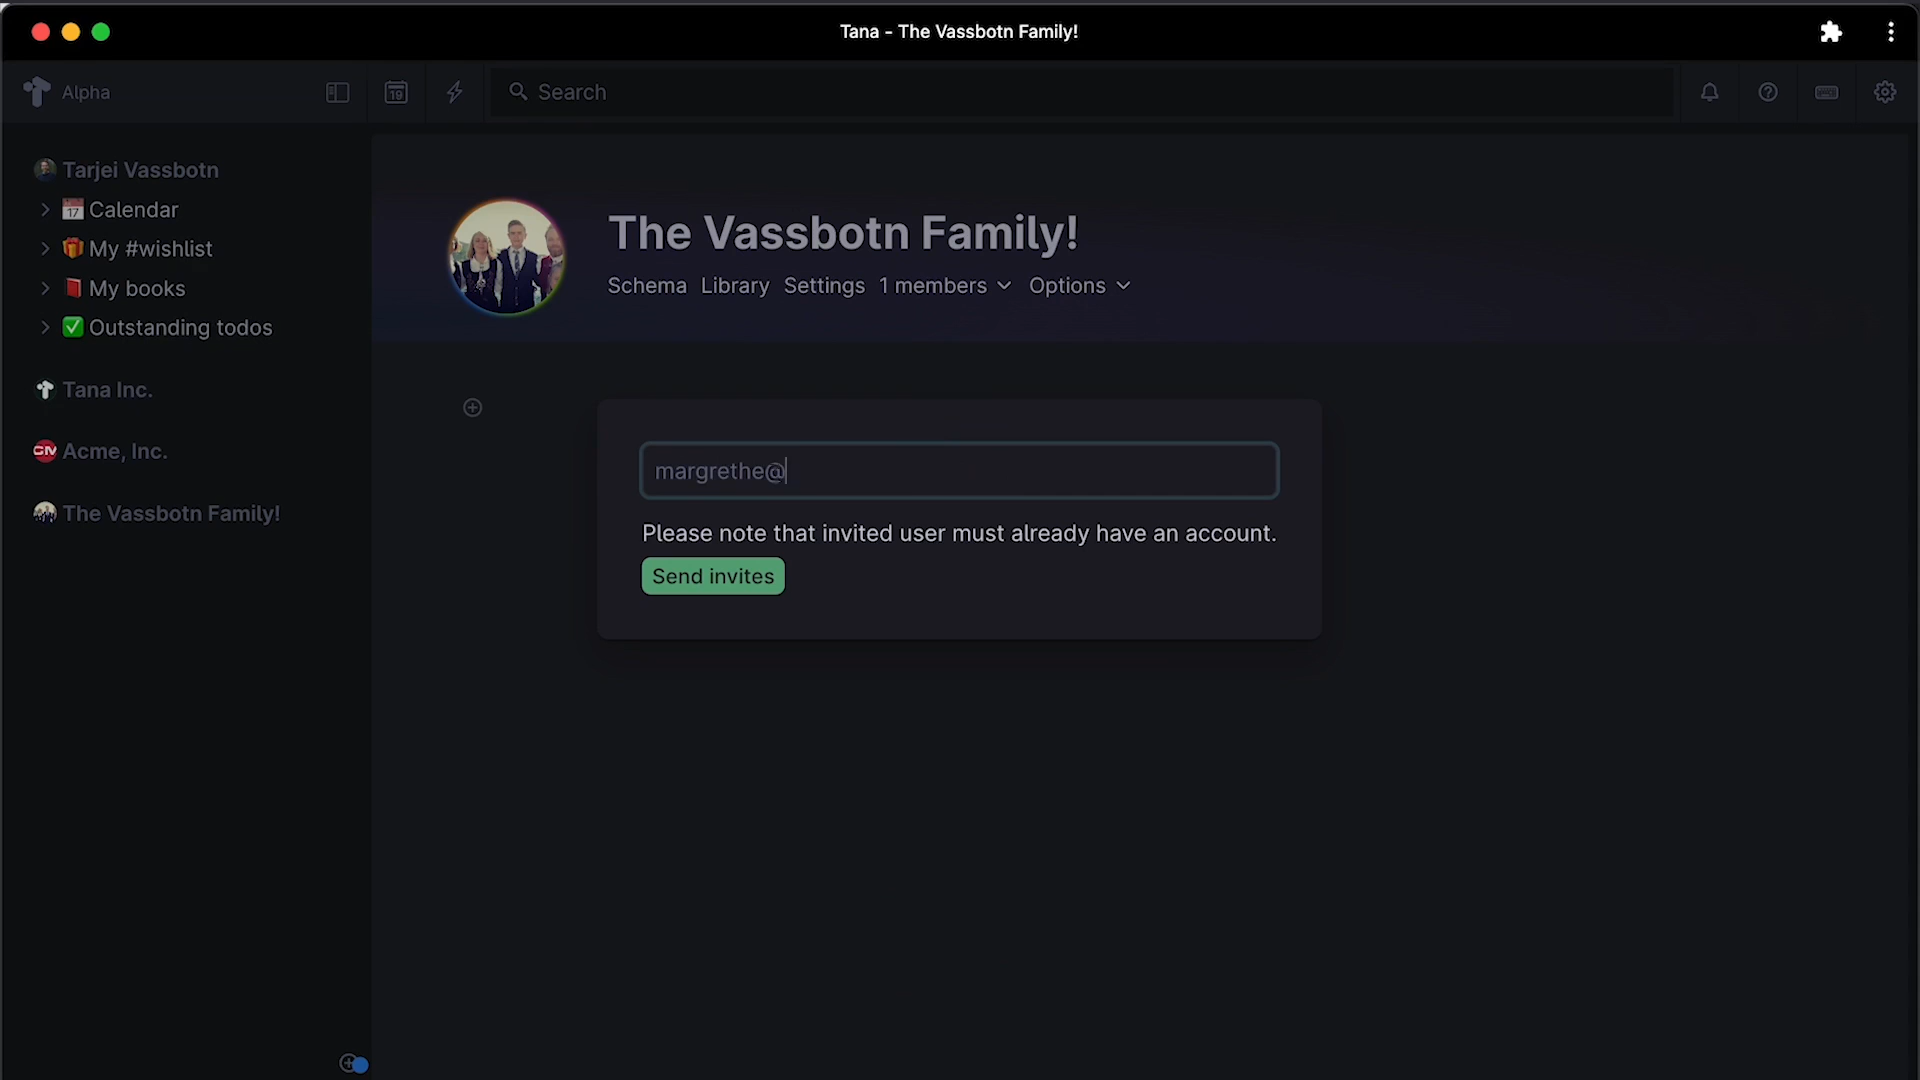 Tana - The Vassbotn Family!
Alpha
19
Search
Tarjei Vassbotn
17 Calendar
My #wishlist
My books
Outstanding todos
Tana Inc.
Acme, Inc.
The Vassbotn Family!
The Vassbotn Family!
Schema Library Settings 1 members Options
margrethe@
Please note that invited user must already have an account.
Send invites